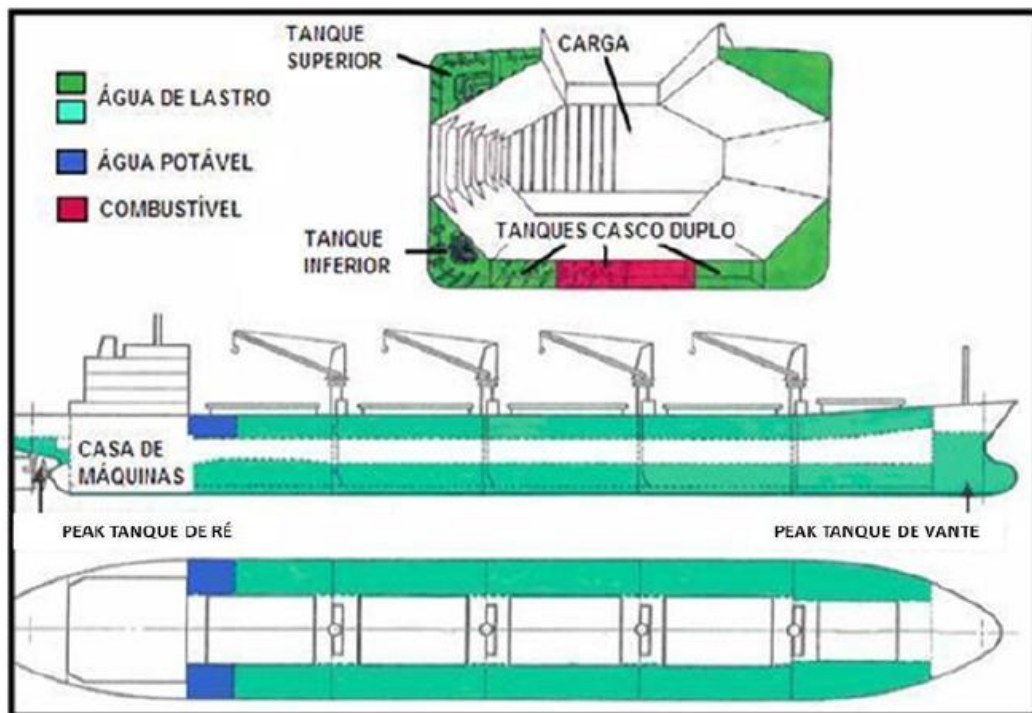 TANQUE
SUPERIOR
CARGA
ÁGUA DE LASTRO
ÁGUA POTÁVEL
COMBUSTÍVEL
TANQUES CASCO DUPLO
TANQUE
INFERIOR
CASA DE
MÁQUINAS
PEAK TANQUE DE RÉ
PEAK TANQUE DE VANTE